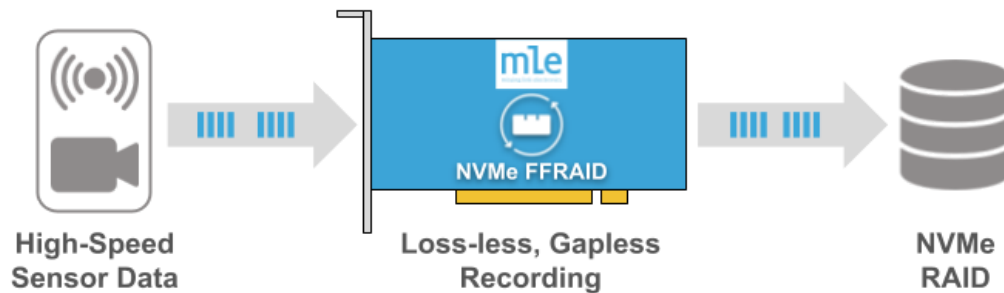 mle
NVMe FFRAID
High-Speed
Sensor Data
Loss-less, Gapless
Recording
NVMe
RAID